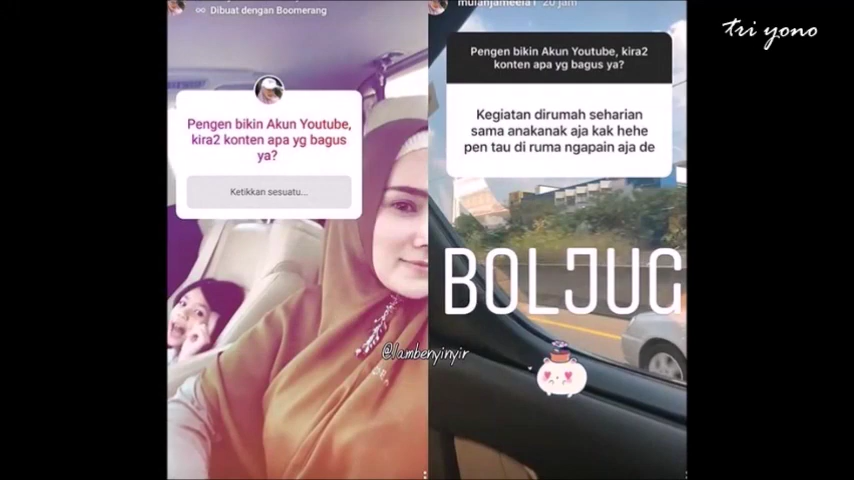 Dibuat dengan Boomerang
Pengen bikin Akun Youtube,
kira2 konten apa yg bagus
ya?
Ketikkan sesuatu...
@lambenyinyir
mulanjameela1 20 jam
Pengen bikin Akun Youtube, kira2
konten apa yg bagus ya?
Kegiatan dirumah seharian
sama anakanak aja kak hehe
pen tau di ruma ngapain aja de
BOLJUG
tri yono